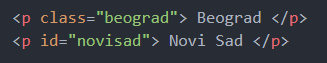 <p class="beograd"> Beograd </p>
<p id="novisad"> Novi Sad </p>